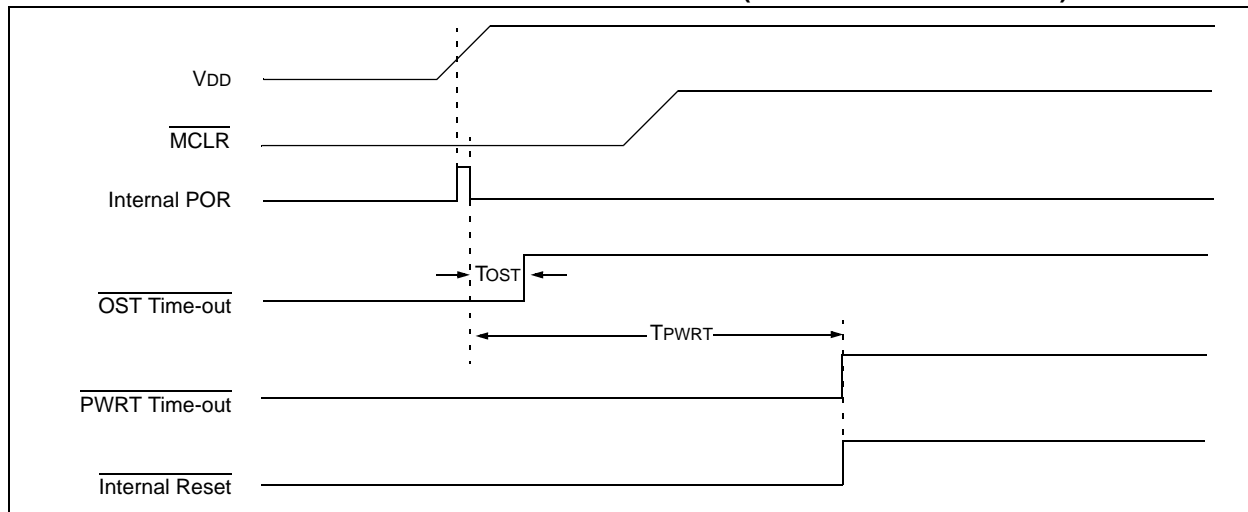 VDD
MCLR
Internal POR
TOST
OST Time-out
TPWRT
PWRT Time-out
Internal Reset